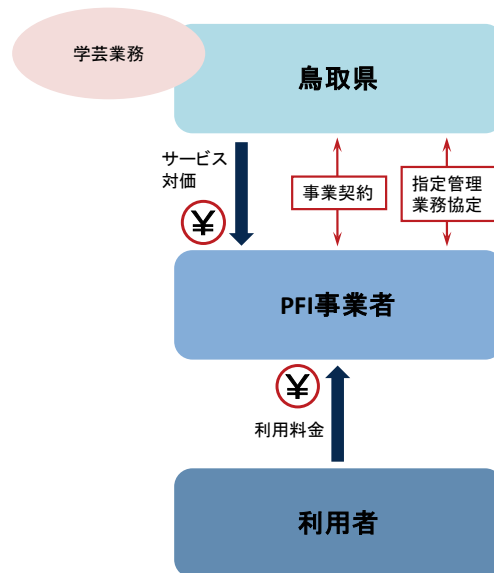 学芸業務
鳥取県
サービス
対価
¥
事業契約
指定管理
業務協定
PFI事業者
¥
利用料金
利用者